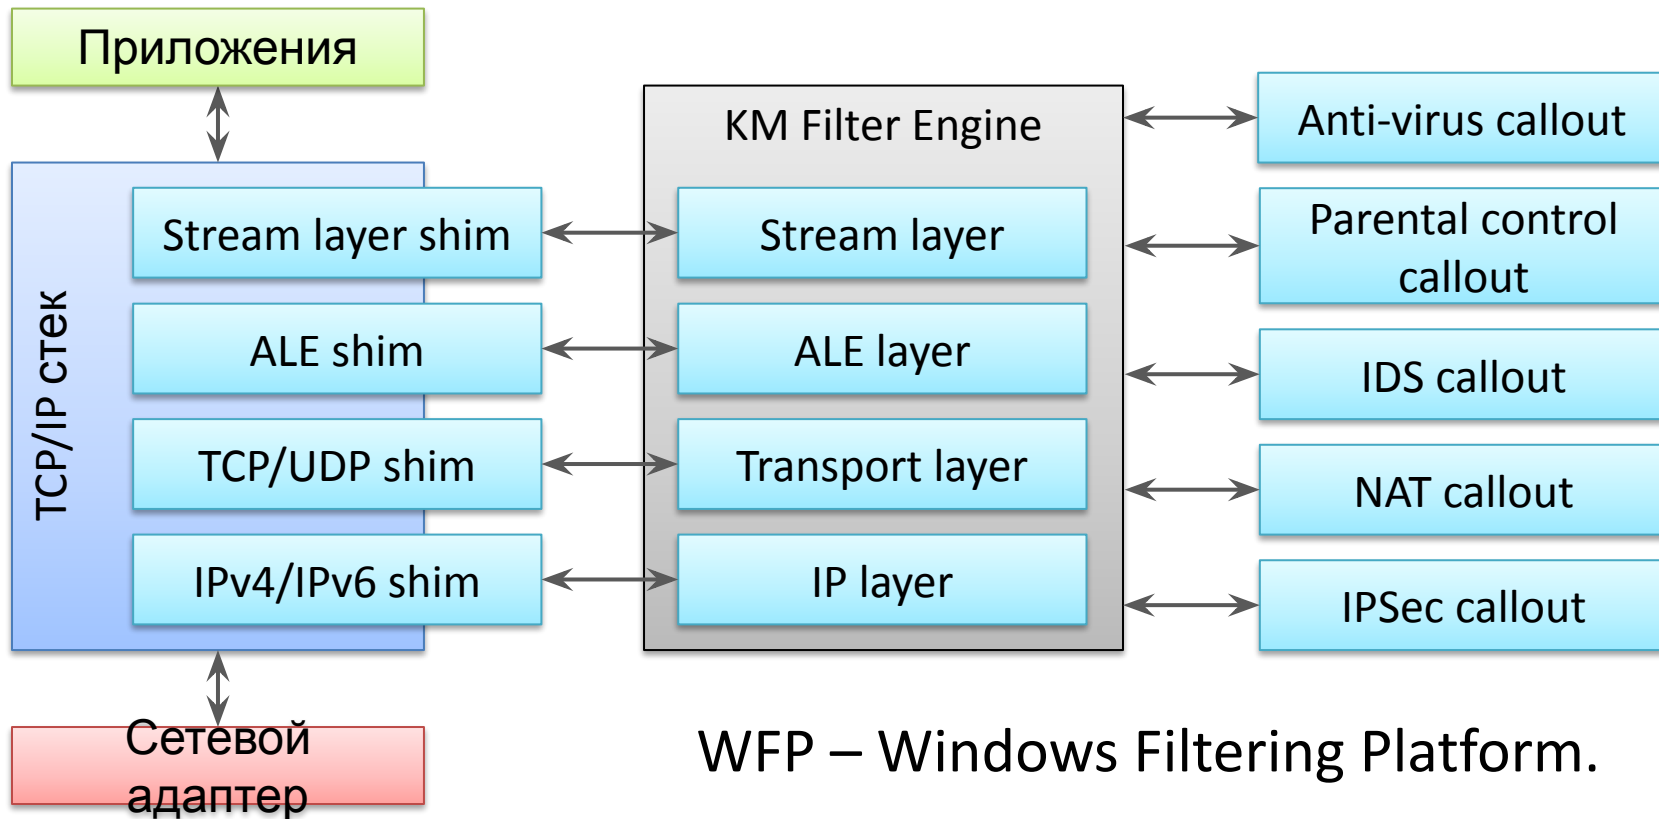 Приложения
TCP/IP стек
Stream layer shim
ALE shim
TCP/UDP shim
IPv4/IPv6 shim
Сетевой
адаптер
KM Filter Engine
Stream layer
ALE layer
Transport layer
IP layer
Anti-virus callout
Parental control
callout
IDS callout
NAT callout
IPSec callout
WFP – Windows Filtering Platform.